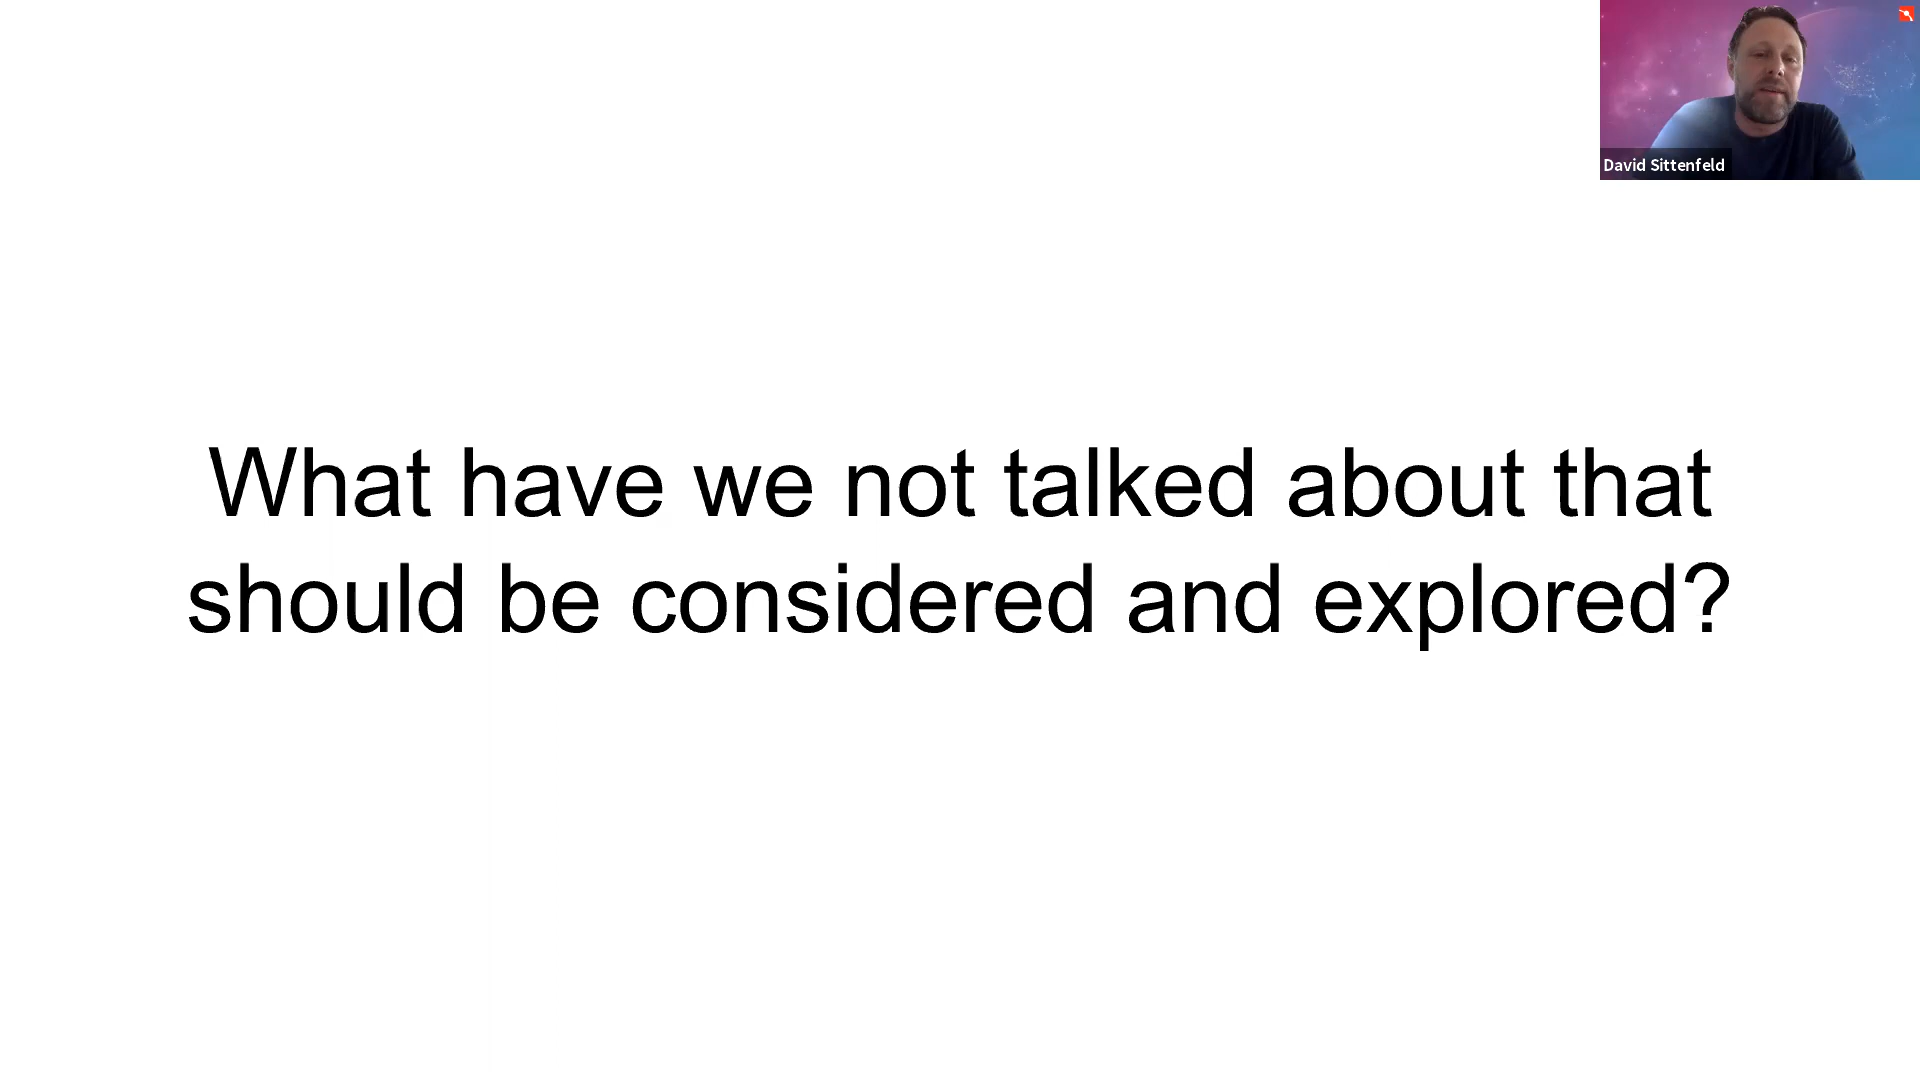 David Sittenfeld
What have we not talked about that
should be considered and explored?